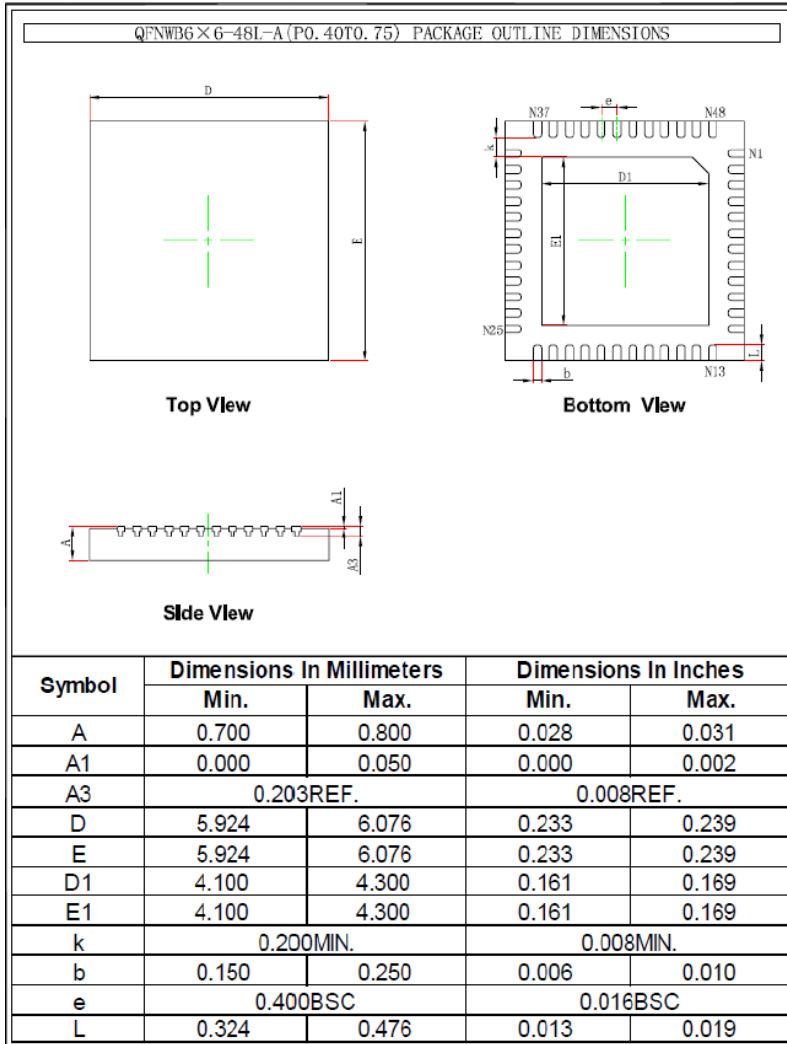 QFNWB6×6-48L-A(P0.40T0.75) PACKAGE OUTLINE DIMENSIONS
D
E
Top View
N37
e
N48
k
N1
D1
E1
N25
b
L
N13
Bottom View
A
A1
A3
Side View
Symbol Dimensions In Millimeters Dimensions In Inches
Min. Max. Min. Max.
A 0.700 0.800 0.028 0.031
A1 0.000 0.050 0.000 0.002
A3 0.203REF. 0.008REF.
D 5.924 6.076 0.233 0.239
E 5.924 6.076 0.233 0.239
D1 4.100 4.300 0.161 0.169
E1 4.100 4.300 0.161 0.169
k 0.200MIN. 0.008MIN.
b 0.150 0.250 0.006 0.010
e 0.400BSC 0.016BSC
L 0.324 0.476 0.013 0.019